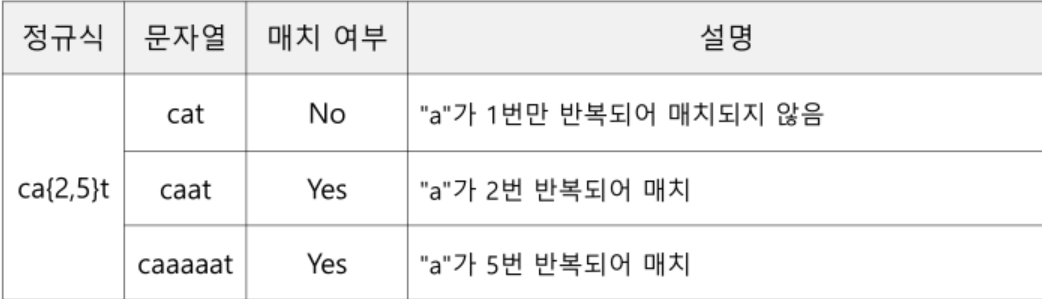 정규식 문자열 매치 여부 설명
cat No "a"가 1번만 반복되어 매치되지 않음
ca{2,5}t caat Yes "a"가 2번 반복되어 매치
caaaaat Yes "a"가 5번 반복되어 매치